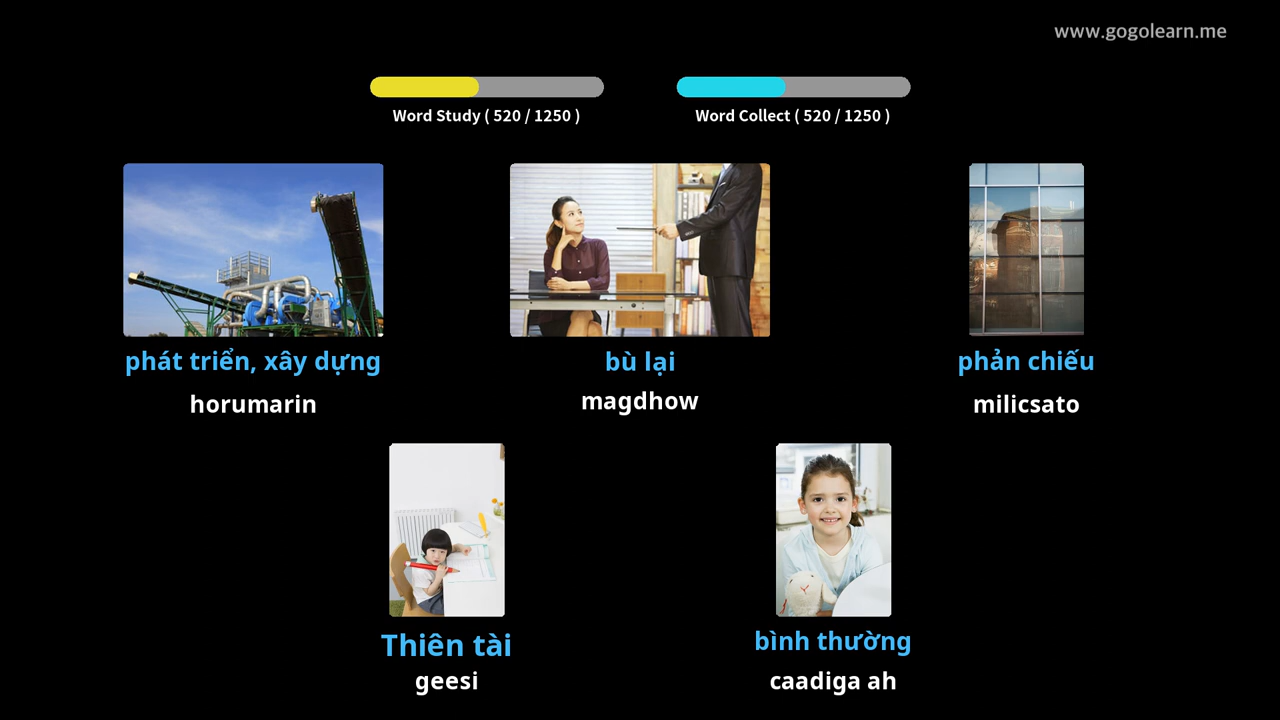 www.gogolearn.me
Word Study ( 520 / 1250 )
Word Collect ( 520 / 1250 )
phát triển, xây dựng
horumarin
bù lại
magdhow
phản chiếu
milicsato
Thiên tài
geesi
bình thường
caadiga ah